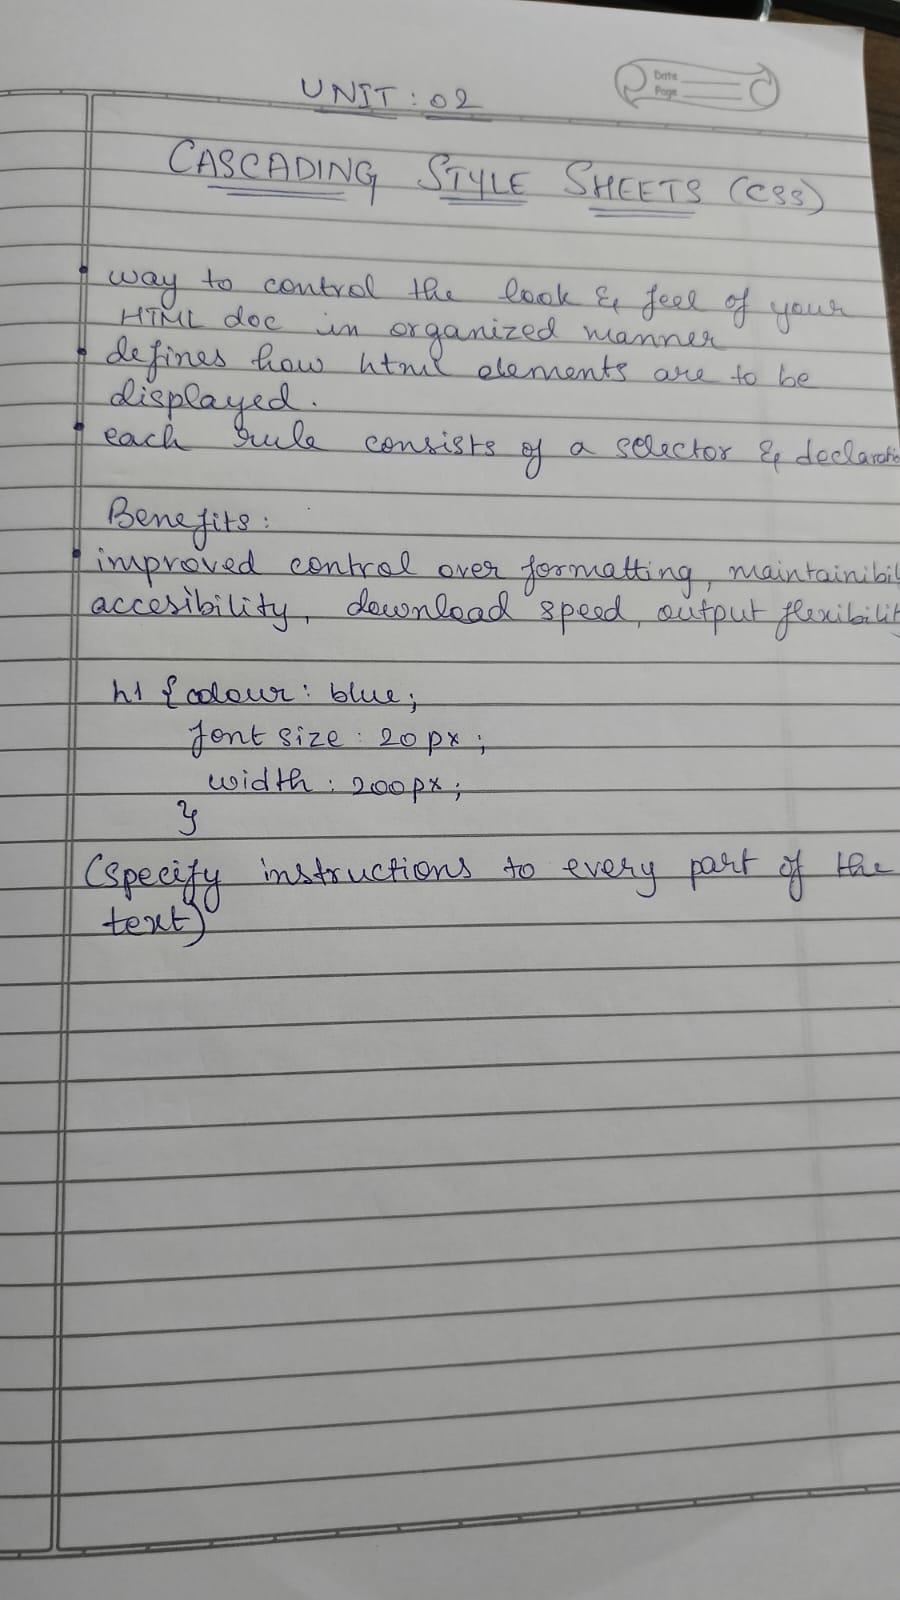 Date
Page
UNIT : 02
CASCADING STYLE SHEETS (CSS)
• way to control the look & feel of your
HTML doc in organized manner
• defines how html elements are to be
displayed.
• each rule consists of a selector & declaratio
Benefits :
• improved control over formatting, maintainibil
accesibility, download speed, output flexibilit
h1 {colour : blue;
font size : 20 px ;
width : 200px ;
}
(specify instructions to every part of the
text)